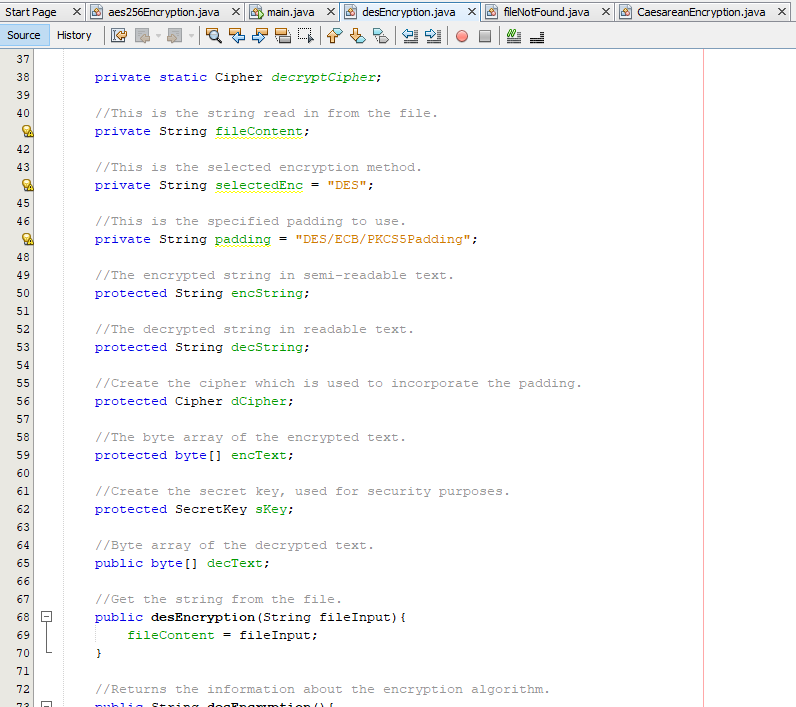 Start Page aes256Encryption.java main.java desEncryption.java fileNotFound.java CaesareanEncryption.java
Source History
37
38 private static Cipher decryptCipher;
39
40 //This is the string read in from the file.
private String fileContent;
42
43 //This is the selected encryption method.
private String selectedEnc = "DES";
45
46 //This is the specified padding to use.
private String padding = "DES/ECB/PKCS5Padding";
48
49 //The encrypted string in semi-readable text.
50 protected String encString;
51
52 //The decrypted string in readable text.
53 protected String decString;
54
55 //Create the cipher which is used to incorporate the padding.
56 protected Cipher dCipher;
57
58 //The byte array of the encrypted text.
59 protected byte[] encText;
60
61 //Create the secret key, used for security purposes.
62 protected SecretKey sKey;
63
64 //Byte array of the decrypted text.
65 public byte[] decText;
66
67 //Get the string from the file.
68 public desEncryption(String fileInput){
69 fileContent = fileInput;
70 }
71
72 //Returns the information about the encryption algorithm.
73 public String desEncryption(){